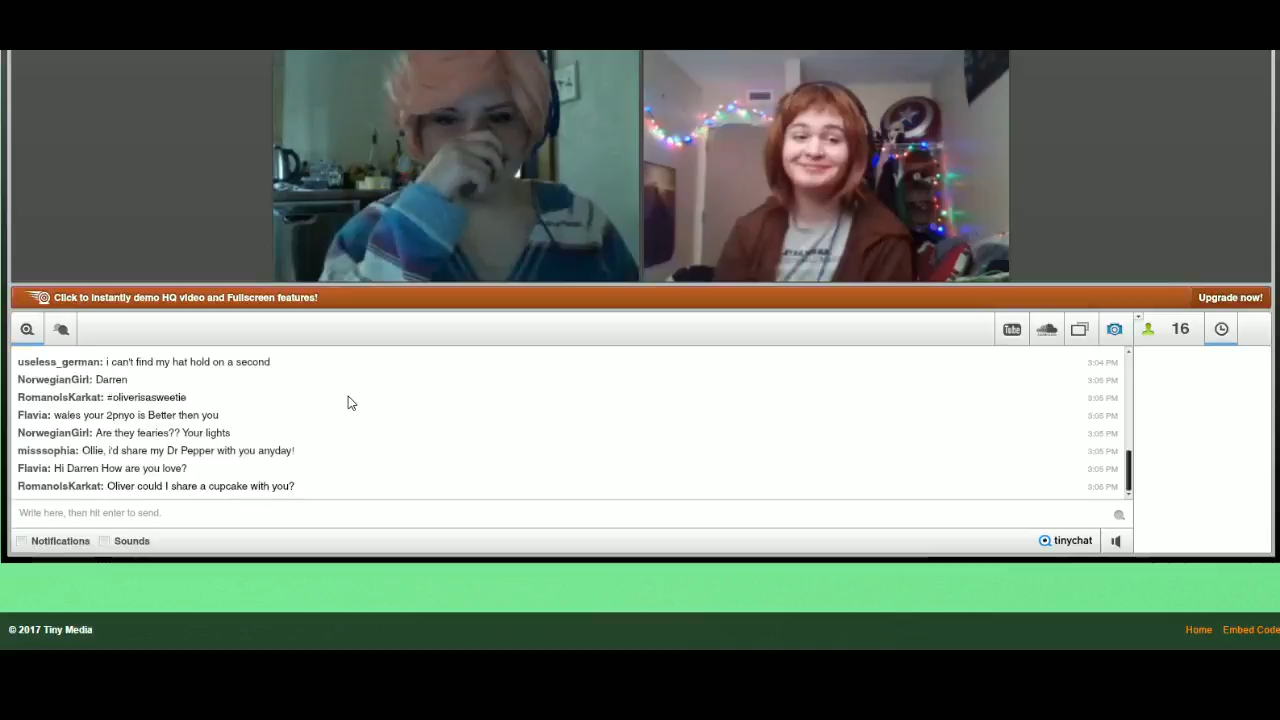 Click to instantly demo HQ video and Fullscreen features!
Upgrade now!
You Tube
16
useless_german: i can't find my hat hold on a second 3:04 PM
NorwegianGirl: Darren 3:05 PM
RomanoIsKarkat: #oliverisasweetie 3:05 PM
Flavia: wales your 2pnyo is Better then you 3:05 PM
NorwegianGirl: Are they fearies?? Your lights 3:05 PM
misssophia: Ollie, i'd share my Dr Pepper with you anyday! 3:05 PM
Flavia: Hi Darren How are you love? 3:05 PM
RomanoIsKarkat: Oliver could I share a cupcake with you? 3:06 PM
Write here, then hit enter to send.
Notifications Sounds tinychat
© 2017 Tiny Media Home Embed Code